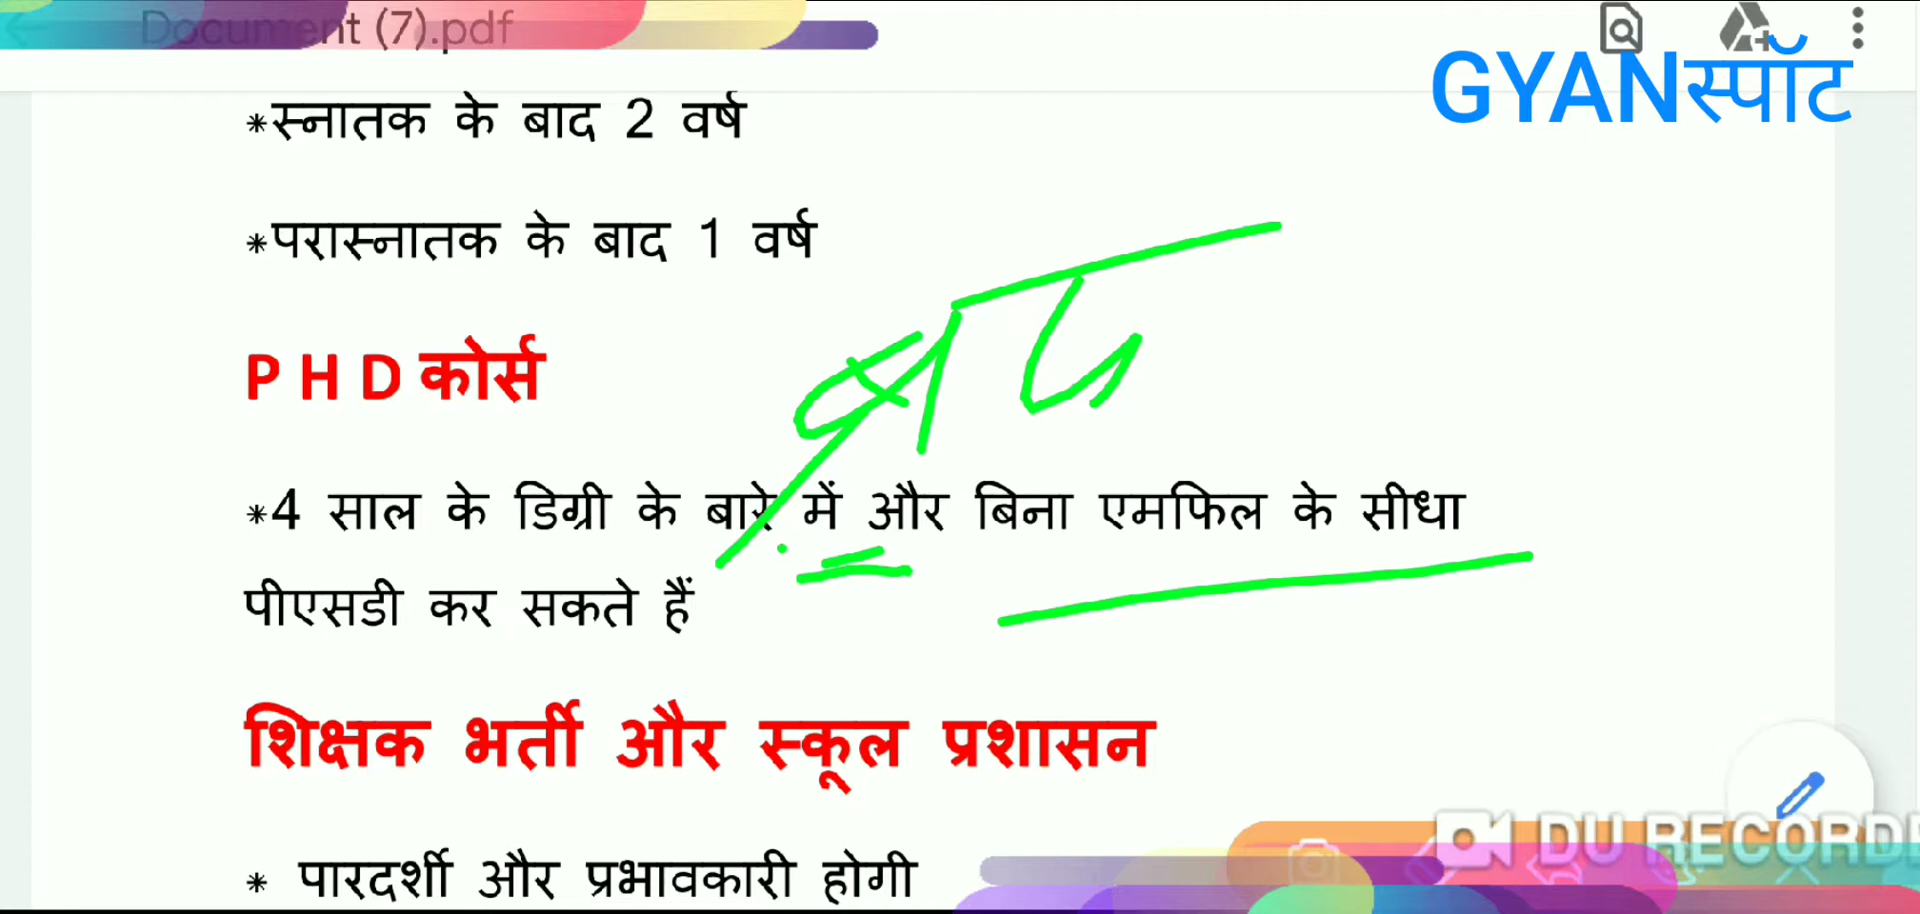 Document (7).pdf
GYANस्पॉट
*स्नातक के बाद 2 वर्ष
*परास्नातक के बाद 1 वर्ष
P H D कोर्स
बाद
*4 साल के डिग्री के बारे में और बिना एमफिल के सीधा
पीएसडी कर सकते हैं
शिक्षक भर्ती और स्कूल प्रशासन
* पारदर्शी और प्रभावकारी होगी
DU RECORDE